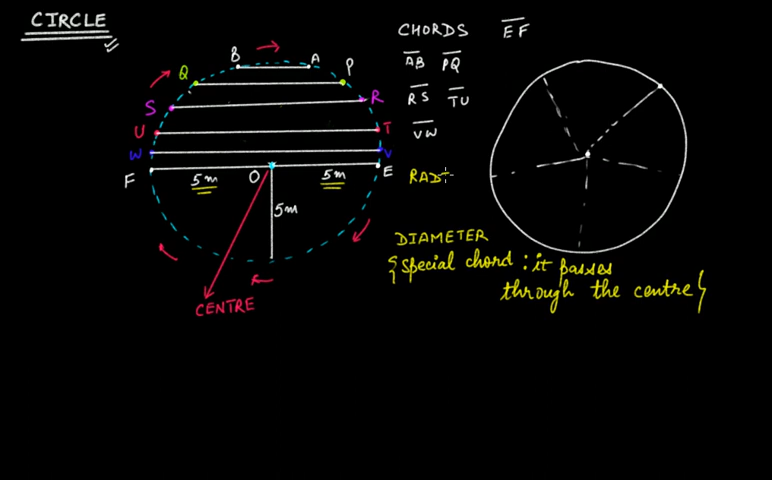 CIRCLE
CHORDS EF
AB PQ
RS TU
VW
RAD
DIAMETER
{special chord : it passes
through the centre}
B A
Q P
S R
U T
W V
F O E
5m 5m
5m
CENTRE